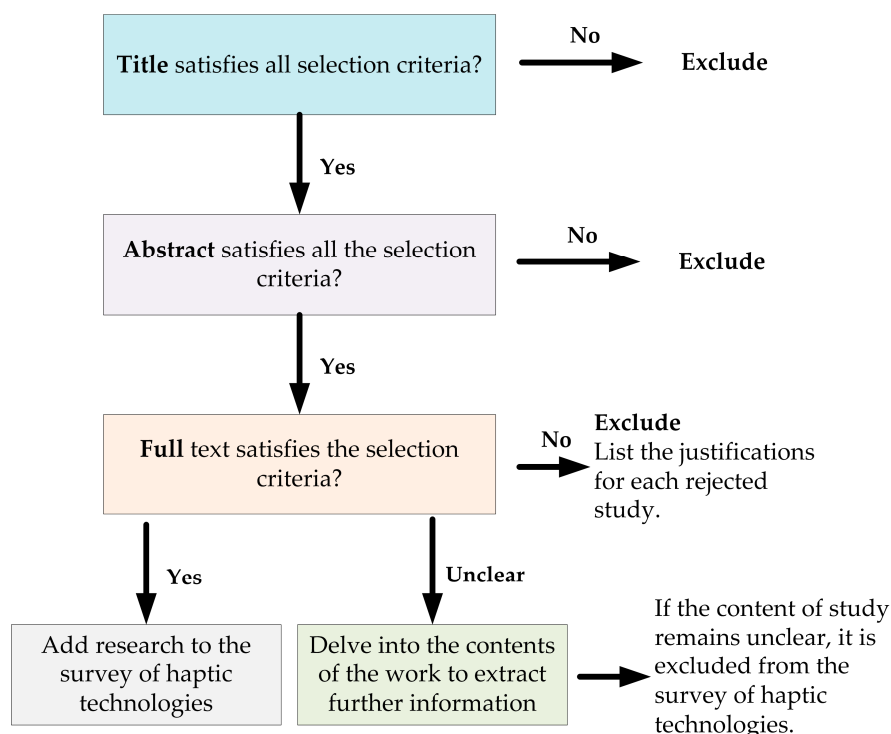 Title satisfies all selection criteria?
No
Exclude
Yes
Abstract satisfies all the selection
criteria?
No
Exclude
Yes
Full text satisfies the selection
criteria?
No
Exclude
List the justifications
for each rejected
study.
Yes
Unclear
Add research to the
survey of haptic
technologies
Delve into the contents
of the work to extract
further information
If the content of study
remains unclear, it is
excluded from the
survey of haptic
technologies.